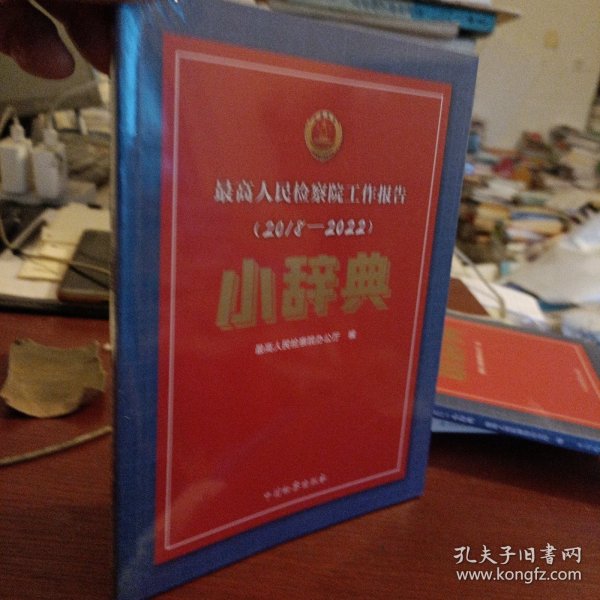 最高人民检察院工作报告
（2018—2022）
小辞典
最高人民检察院办公厅 编
中国检察出版社
孔夫子旧书网
www.kongfz.com